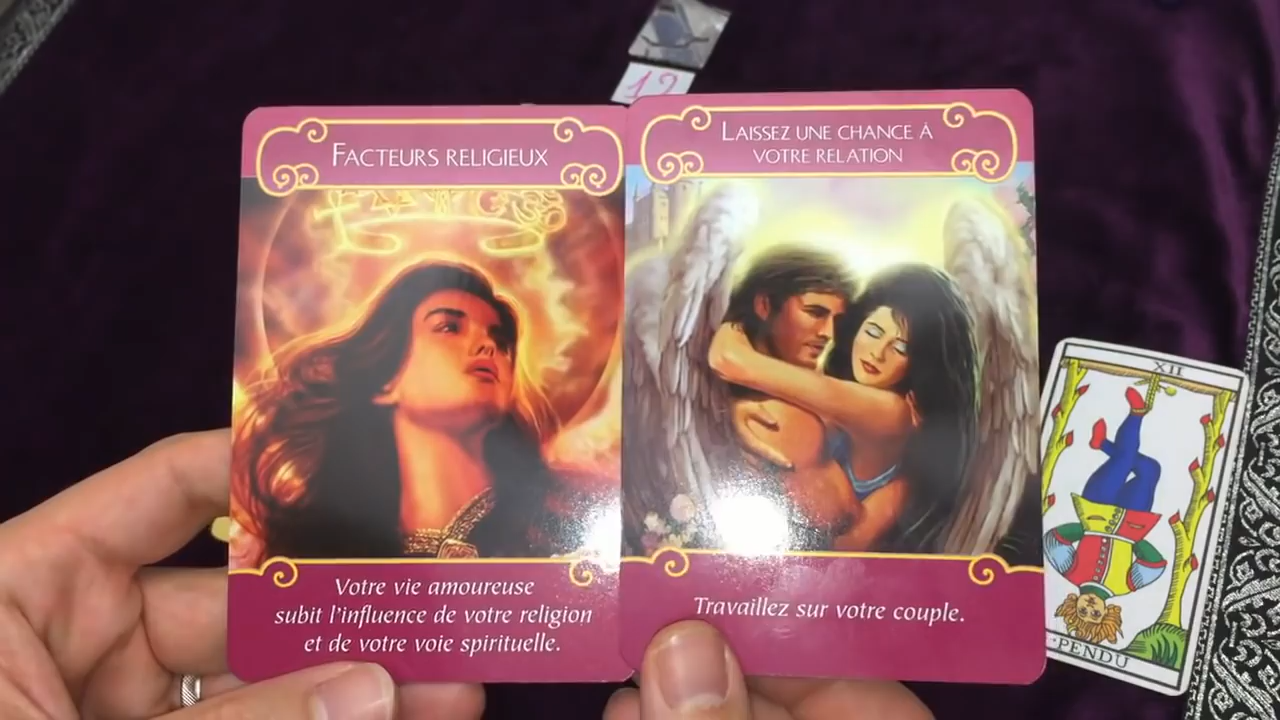 12
FACTEURS RELIGIEUX
Votre vie amoureuse
subit l'influence de votre religion
et de votre voie spirituelle.
LAISSEZ UNE CHANCE À
VOTRE RELATION
Travaillez sur votre couple.
XII
PENDU